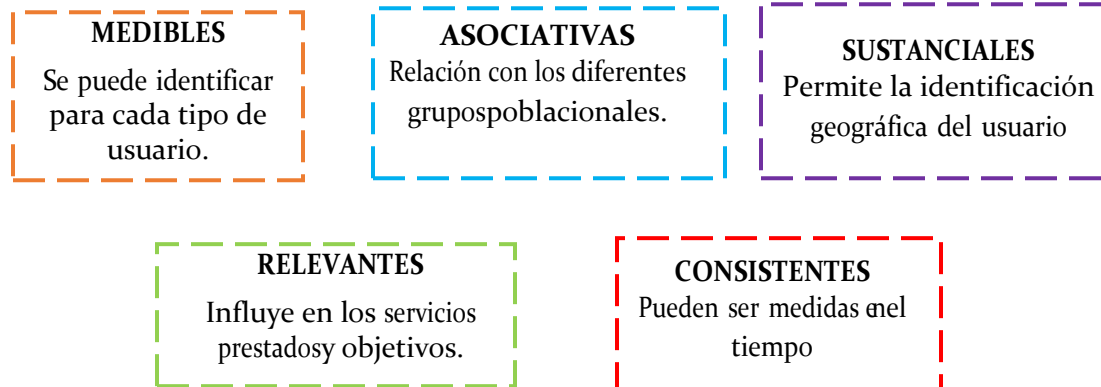 MEDIBLES
Se puede identificar
para cada tipo de
usuario.
ASOCIATIVAS
Relación con los diferentes
grupospoblacionales.
SUSTANCIALES
Permite la identificación
geográfica del usuario
RELEVANTES
Influye en los servicios
prestadosy objetivos.
CONSISTENTES
Pueden ser medidas enel
tiempo